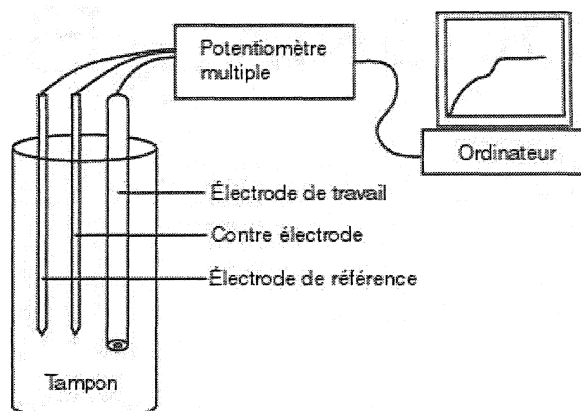 Potentiomètre
multiple
Ordinateur
Électrode de travail
Contre électrode
Électrode de référence
Tampon